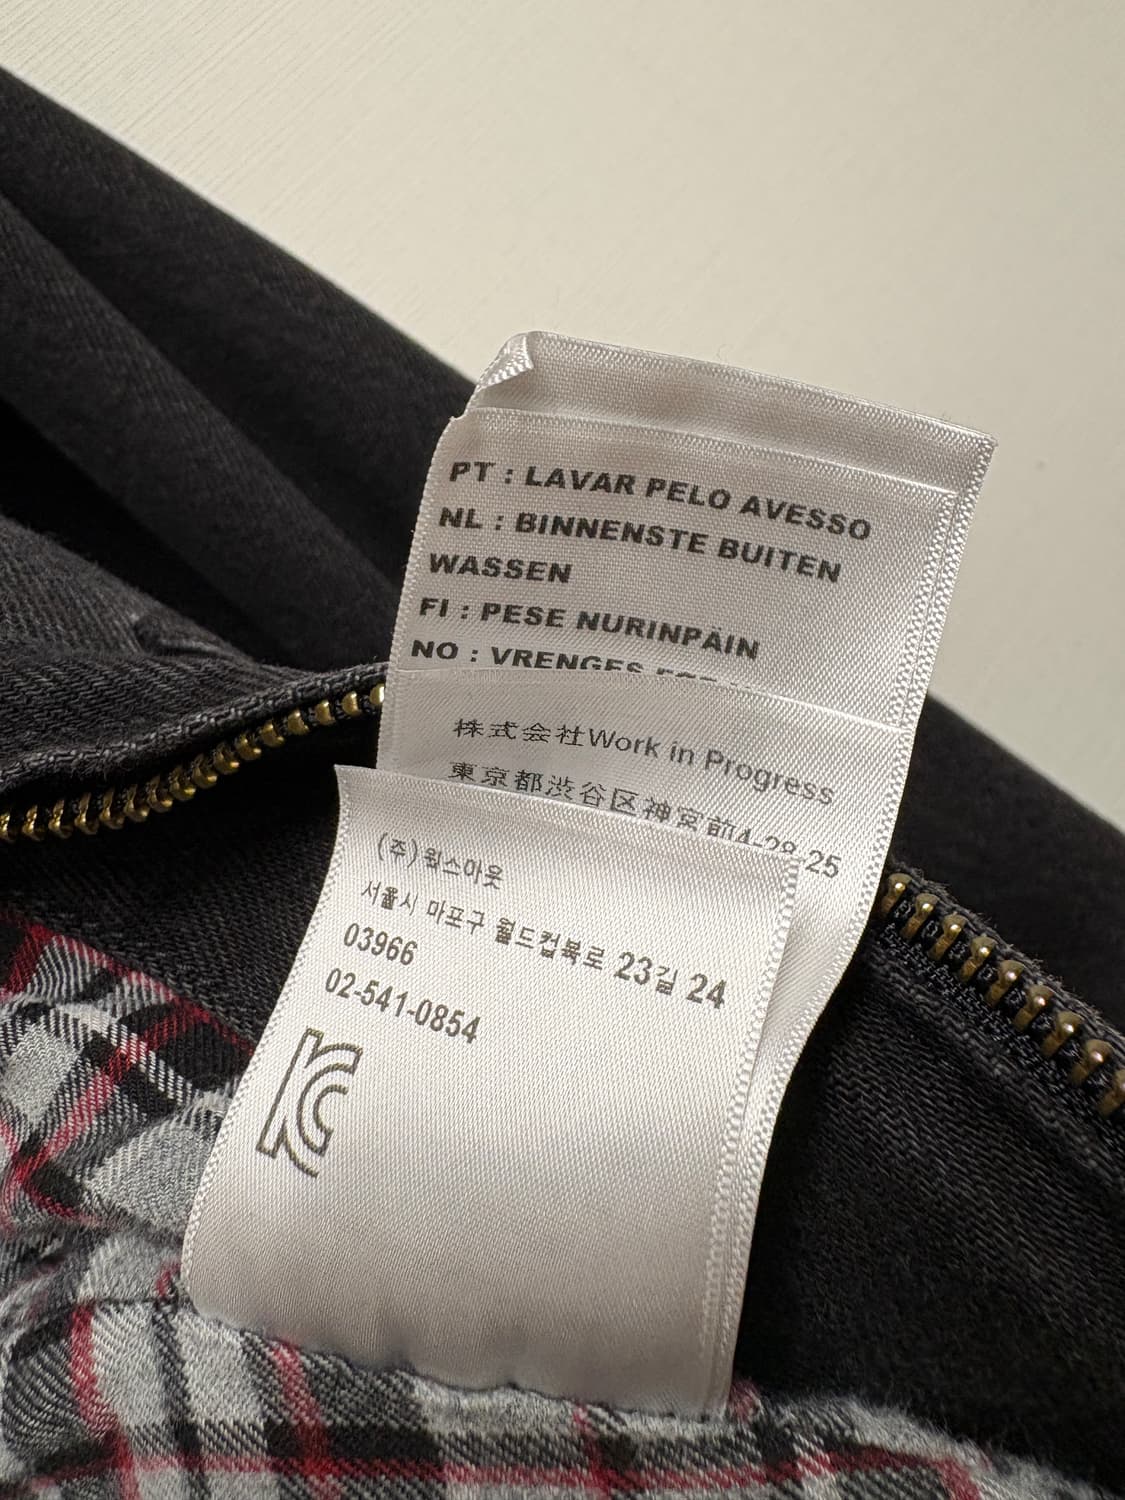 PT : LAVAR PELO AVESSO
NL : BINNENSTE BUITEN
WASSEN
FI : PESE NURINPÄIN
NO : VRENGES FØR
株式会社Work in Progress
東京都渋谷区神宮前4-28-25
(주)웍스아웃
서울시 마포구 월드컵북로 23길 24
03966
02-541-0854